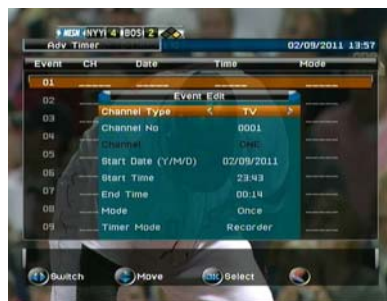 NESN NYY 4 BOS 2
Adv Timer 02/09/2011 13:57
Event CH Date Time Mode
01
02 Event Edit
Channel Type TV
03
Channel No 0001
04
Channel ONE
05
Start Date (Y/M/D) 02/09/2011
06
Start Time 23:43
07
End Time 00:14
08
Mode Once
09
Timer Mode Recorder
Switch Move OK Select